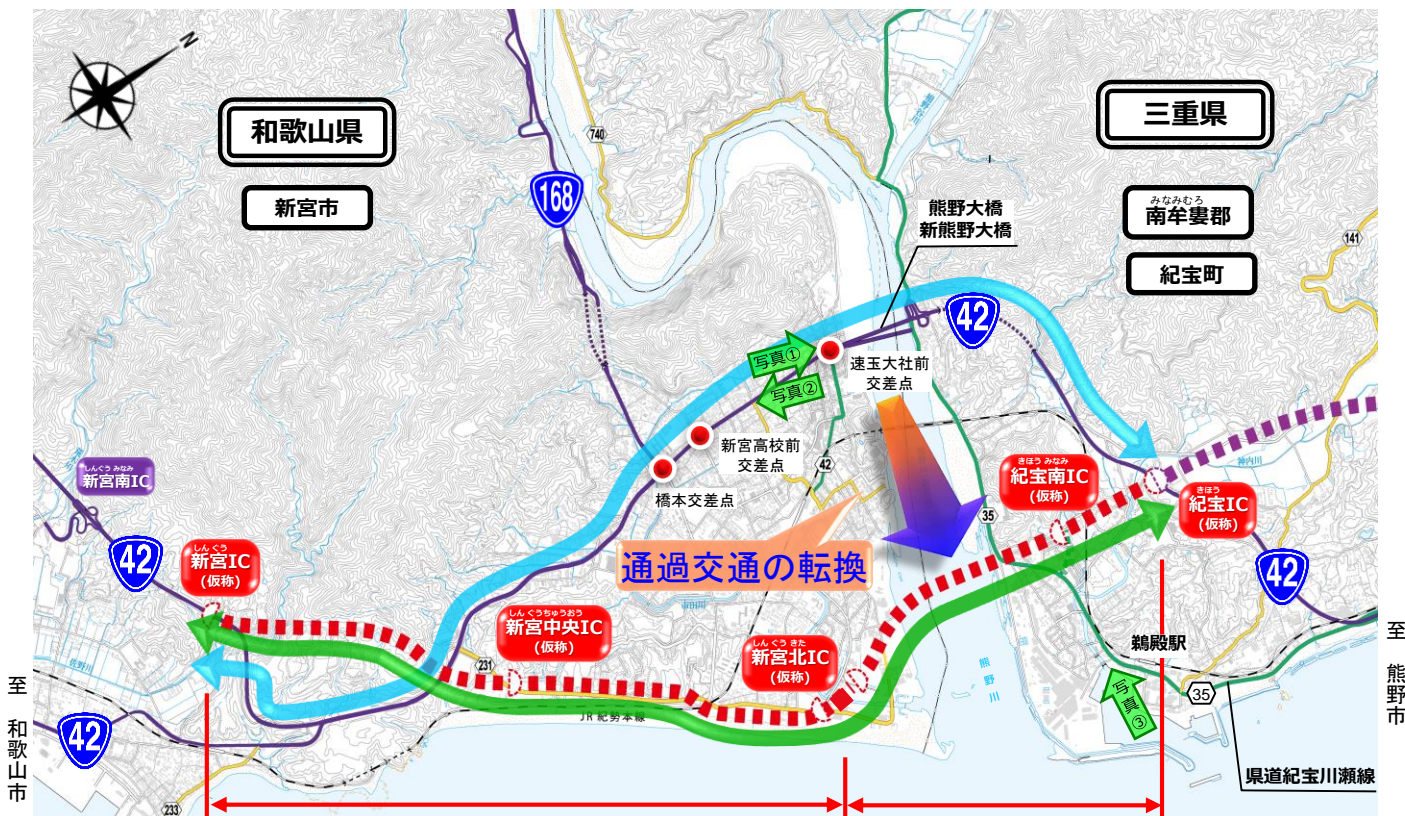 N
和歌山県
新宮市
三重県
みなみむろ
南牟婁郡
紀宝町
740
168
141
熊野大橋
新熊野大橋
42
写真①
写真②
速玉大社前
交差点
新宮高校前
交差点
橋本交差点
42
しんぐう みなみ
新宮南IC
42
しんぐう
新宮IC
(仮称)
通過交通の転換
35
きほう みなみ
紀宝南IC
(仮称)
神内川
きほう
紀宝IC
(仮称)
42
市田川
しんぐうちゅうおう
新宮中央IC
(仮称)
しんぐう きた
新宮北IC
(仮称)
231
佐野川
JR紀勢本線
熊野川
鵜殿駅
写真③
35
県道紀宝川瀬線
42
233
至 和歌山市
至 熊野市